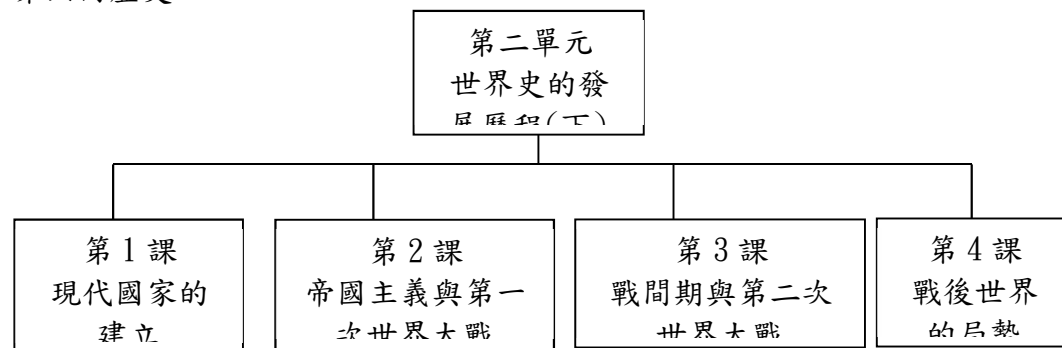 第二單元
世界史的發
展歷程(下)
第1課
現代國家的
建立
第2課
帝國主義與第一
次世界大戰
第3課
戰間期與第二次
世界大戰
第4課
戰後世界
的局勢